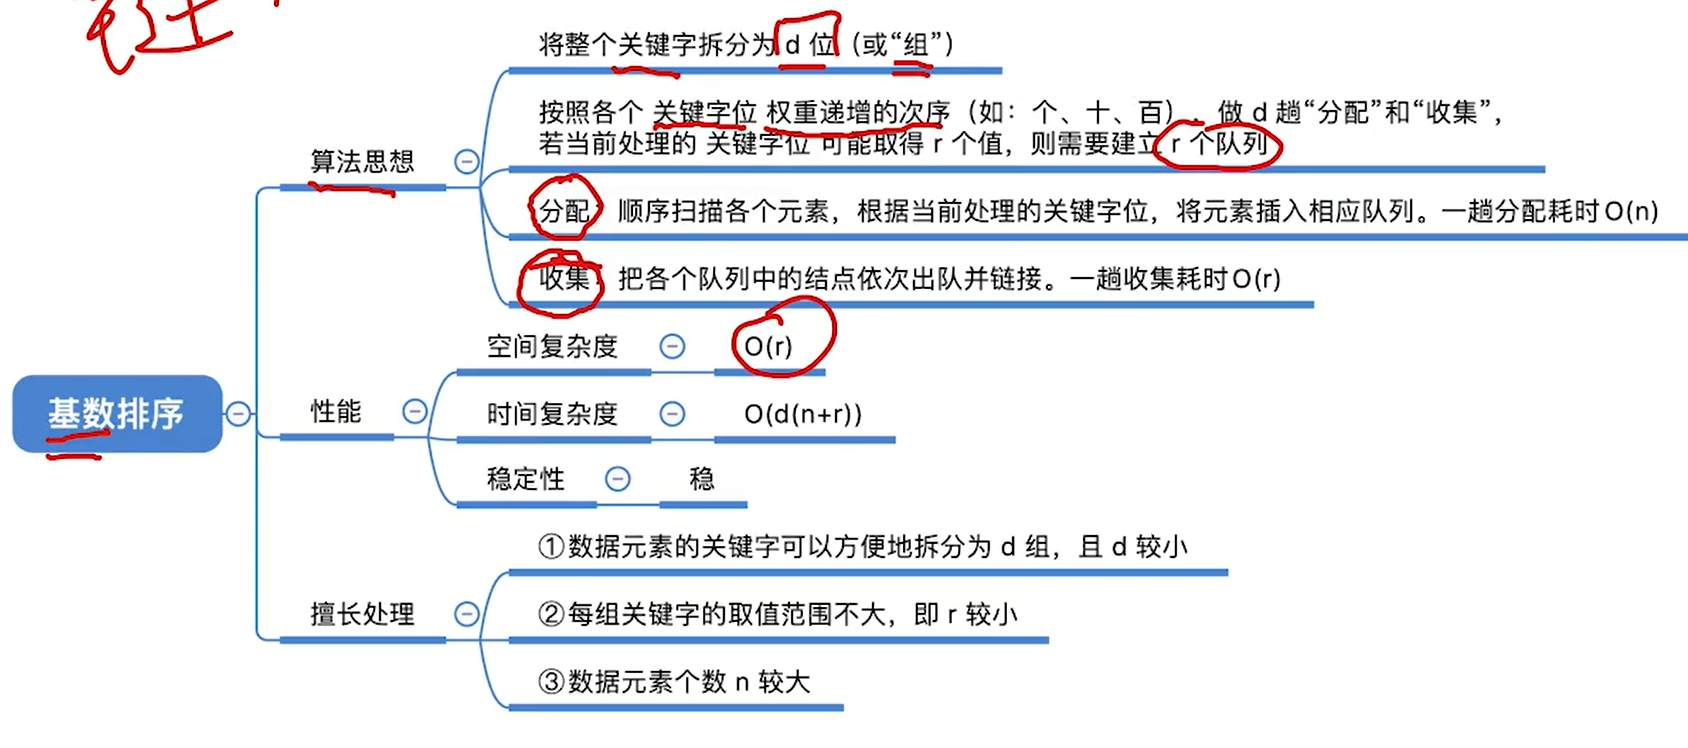 将整个关键字拆分为 d 位（或“组”）
按照各个 关键字位 权重递增的次序（如：个、十、百），做 d 趟“分配”和“收集”，
若当前处理的 关键字位 可能取得 r 个值，则需要建立 r 个队列
算法思想
分配：顺序扫描各个元素，根据当前处理的关键字位，将元素插入相应队列。一趟分配耗时O(n)
收集：把各个队列中的结点依次出队并链接。一趟收集耗时O(r)
空间复杂度 O(r)
基数排序
性能
时间复杂度 O(d(n+r))
稳定性 稳
①数据元素的关键字可以方便地拆分为 d 组，且 d 较小
擅长处理
②每组关键字的取值范围不大，即 r 较小
③数据元素个数 n 较大